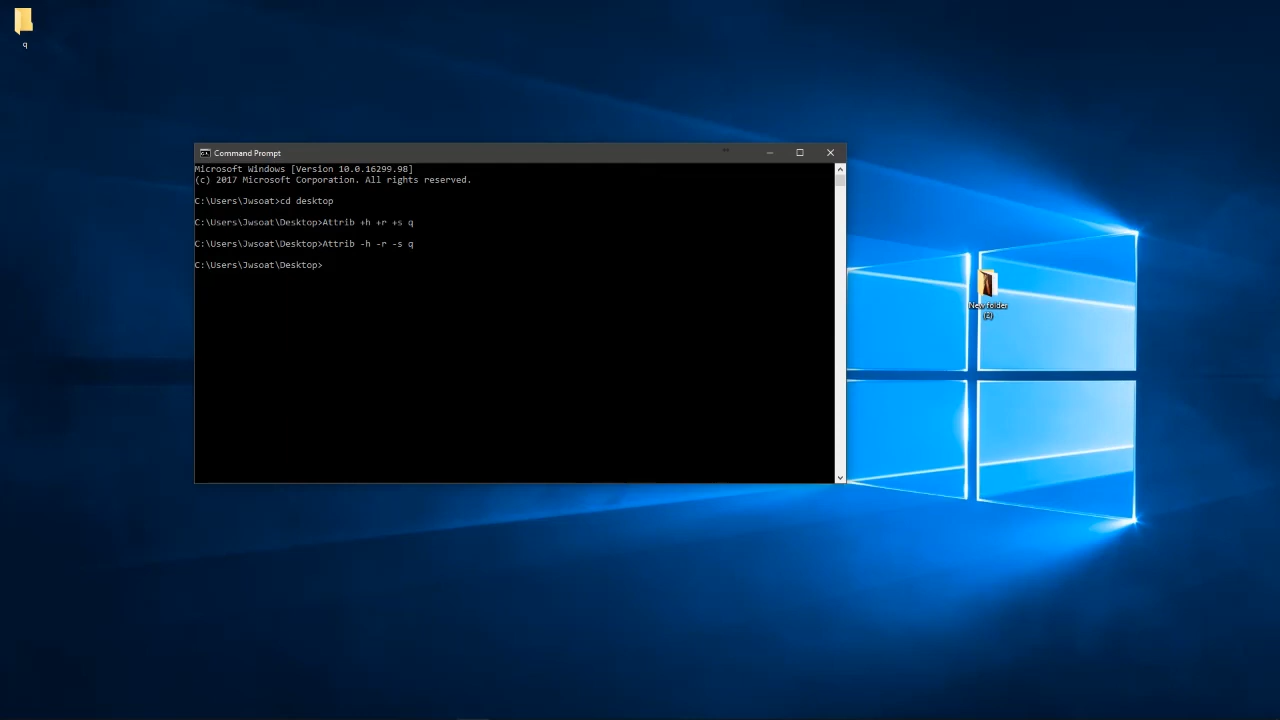 q
Command Prompt
Microsoft Windows [Version 10.0.16299.98]
(c) 2017 Microsoft Corporation. All rights reserved.
C:\Users\Jwsoat>cd desktop
C:\Users\Jwsoat\Desktop>Attrib +h +r +s q
C:\Users\Jwsoat\Desktop>Attrib -h -r -s q
C:\Users\Jwsoat\Desktop>
New folder
(2)